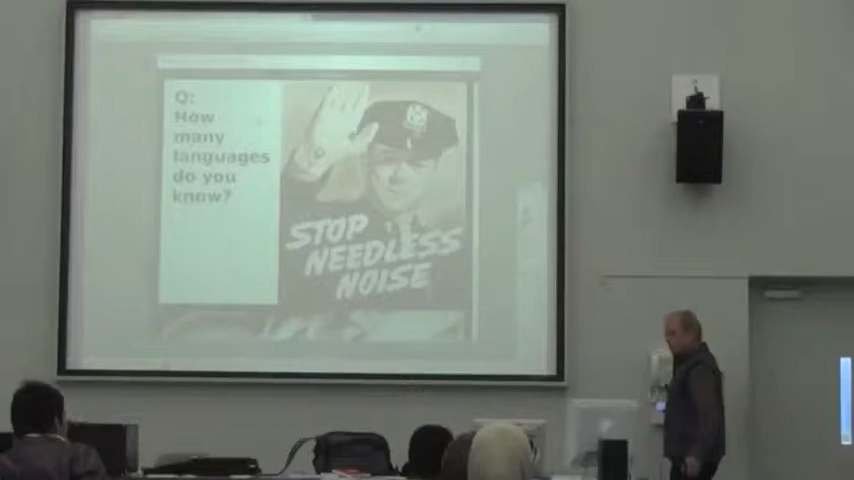 Q:
How
many
languages
do you
know?
STOP
NEEDLESS
NOISE